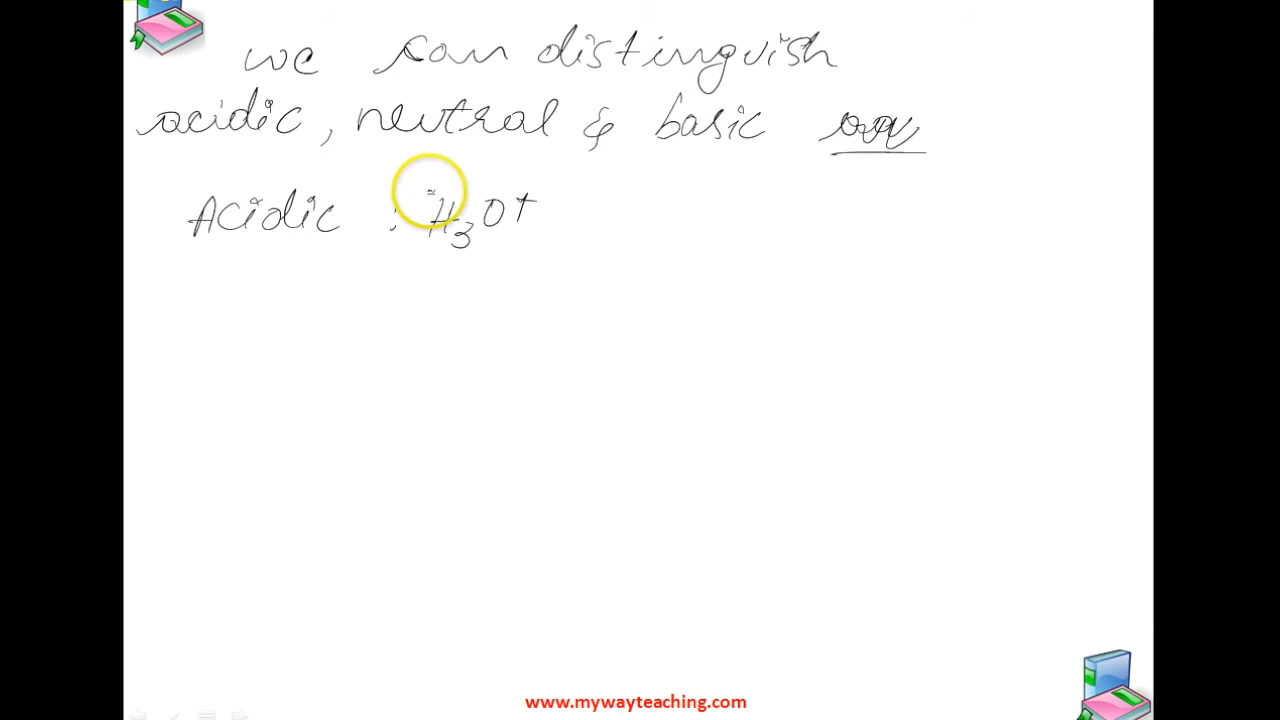 we can distinguish
acidic, neutral & basic
Acidic : H3O+
www.mywayteaching.com